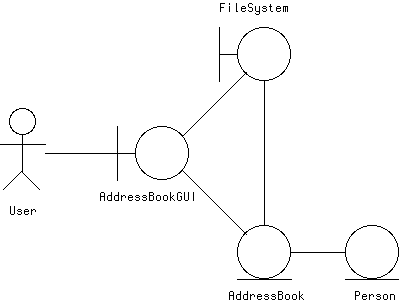 FileSystem
AddressBookGUI
User
AddressBook
Person